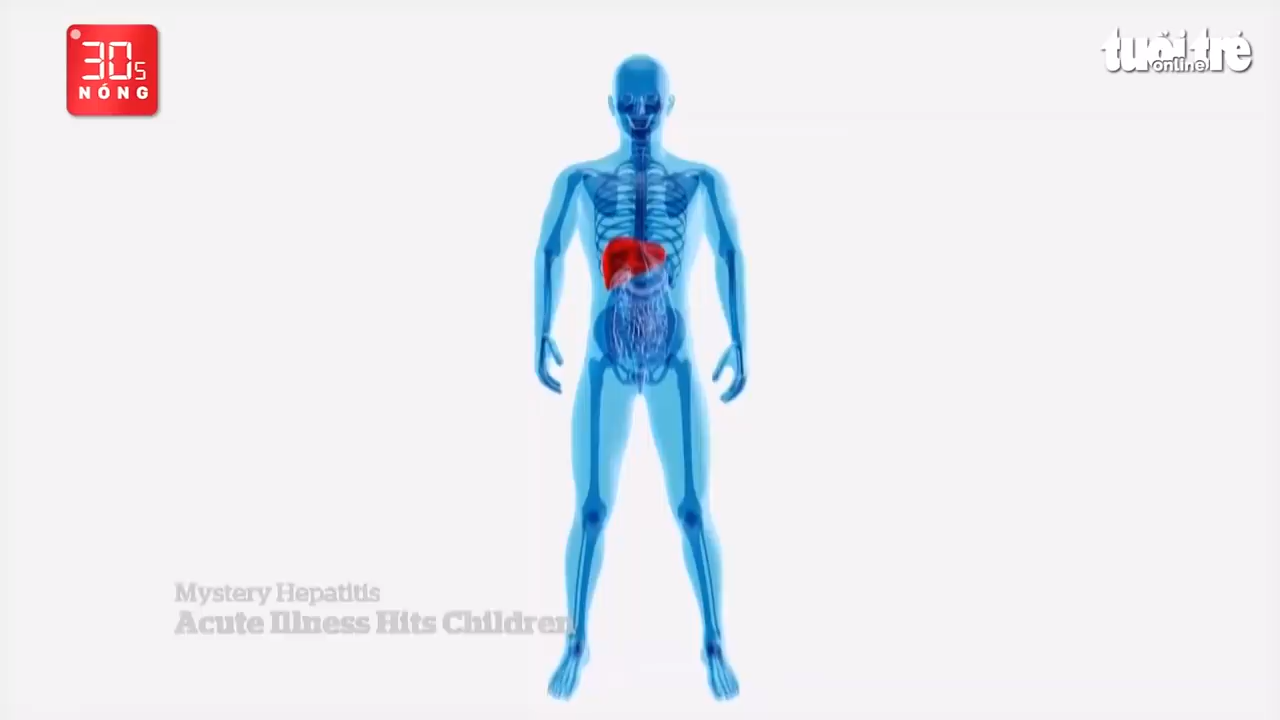 30s
NÓNG
tuổi trẻ
online
Mystery Hepatitis
Acute Illness Hits Children